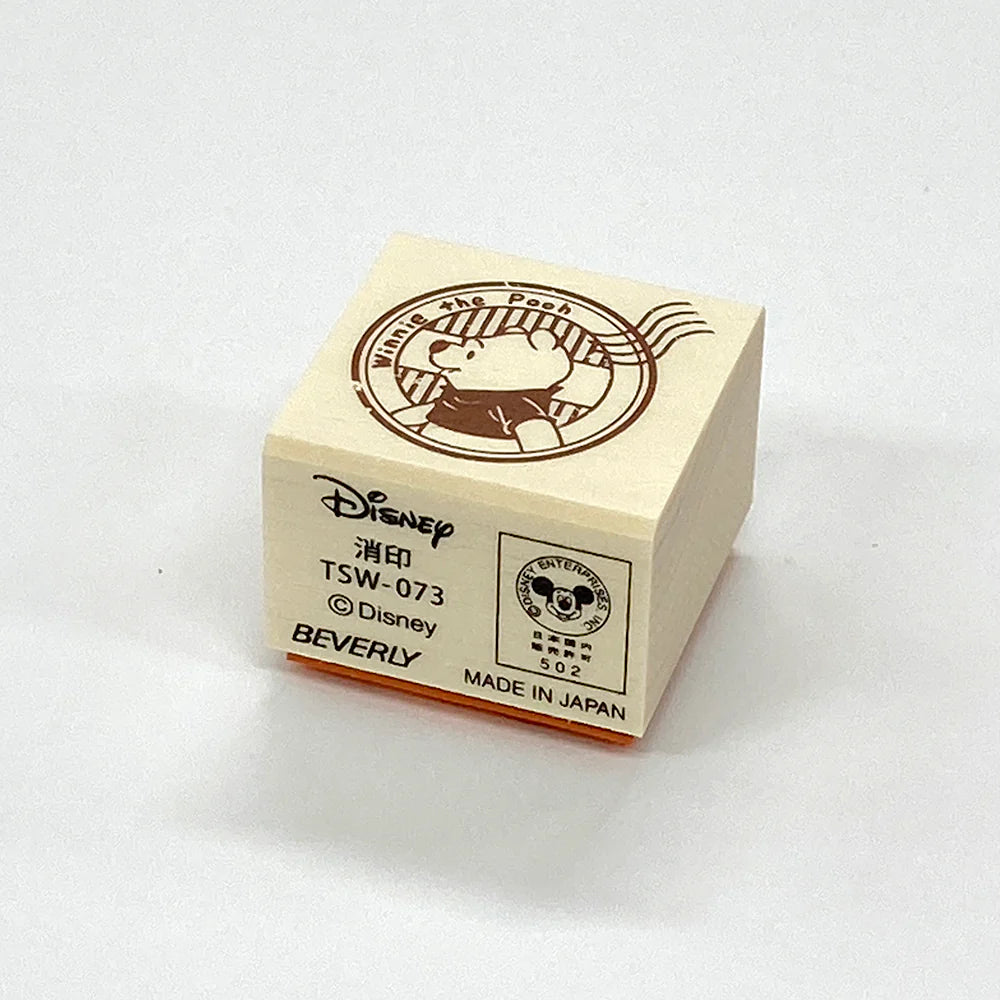 Winnie the Pooh
Disney
消印
TSW-073
©Disney
BEVERLY
©DISNEY ENTERPRISES, INC.
日本国内
販売許可
502
MADE IN JAPAN